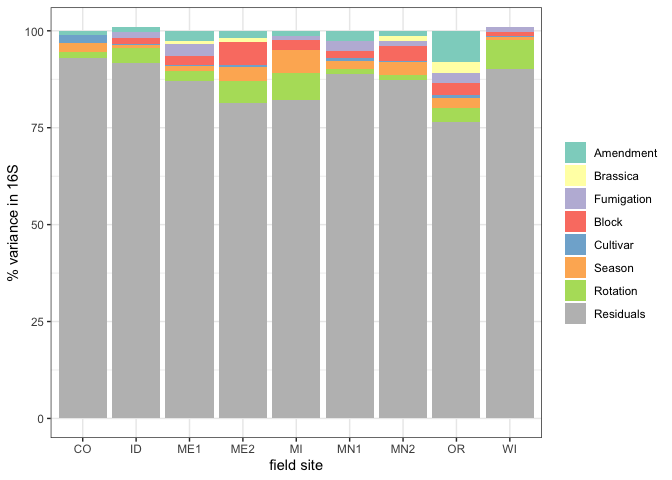 % variance in 16S
100
75
50
25
0
CO ID ME1 ME2 MI MN1 MN2 OR WI
field site
Amendment
Brassica
Fumigation
Block
Cultivar
Season
Rotation
Residuals